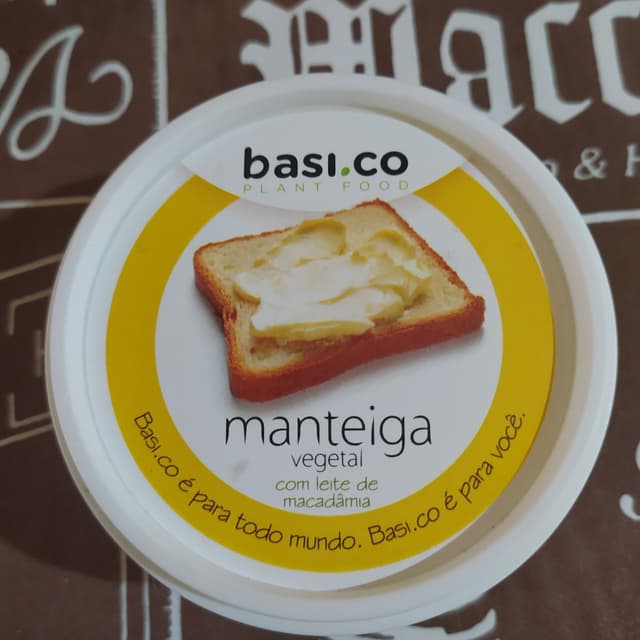 Macc
& H
basi.co
PLANT FOOD
manteiga
vegetal
com leite de
macadâmia
Basi.co é para todo mundo. Basi.co é para você.